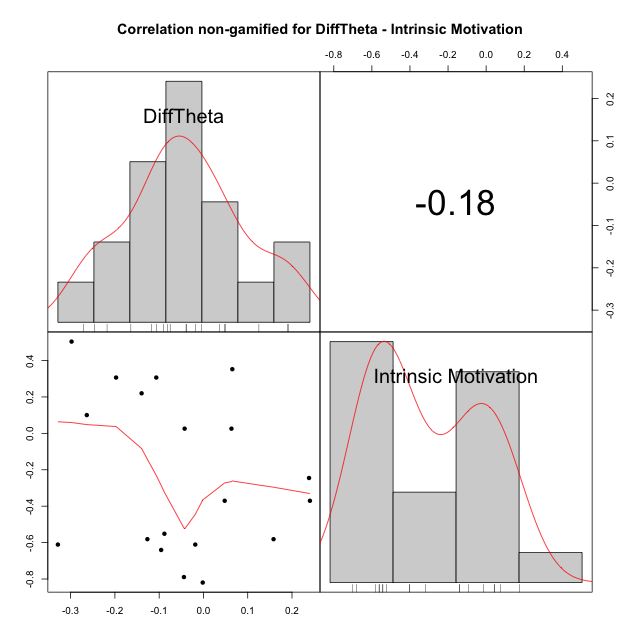 Correlation non-gamified for DiffTheta - Intrinsic Motivation
-0.8 -0.6 -0.4 -0.2 0.0 0.2 0.4
DiffTheta
-0.18
0.2
0.1
0.0
-0.1
-0.2
-0.3
Intrinsic Motivation
0.4
0.2
0.0
-0.2
-0.4
-0.6
-0.8
-0.3 -0.2 -0.1 0.0 0.1 0.2